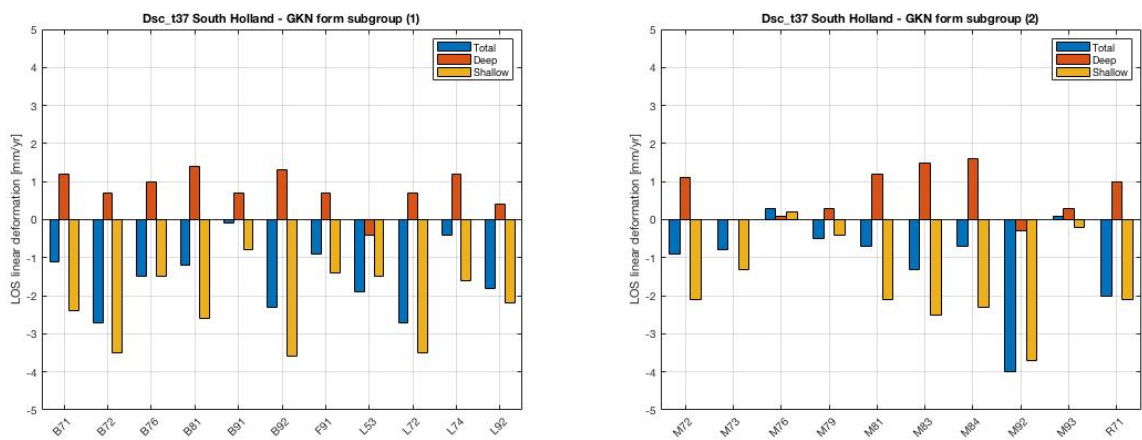 Dsc_t37 South Holland - GKN form subgroup (1)
Total
Deep
Shallow
LOS linear deformation [mm/yr]
5
4
3
2
1
0
-1
-2
-3
-4
-5
B71 B72 B76 B81 B91 B92 F91 L53 L72 L74 L92
Dsc_t37 South Holland - GKN form subgroup (2)
Total
Deep
Shallow
LOS linear deformation [mm/yr]
5
4
3
2
1
0
-1
-2
-3
-4
-5
M72 M73 M76 M79 M81 M83 M84 M92 M93 R71